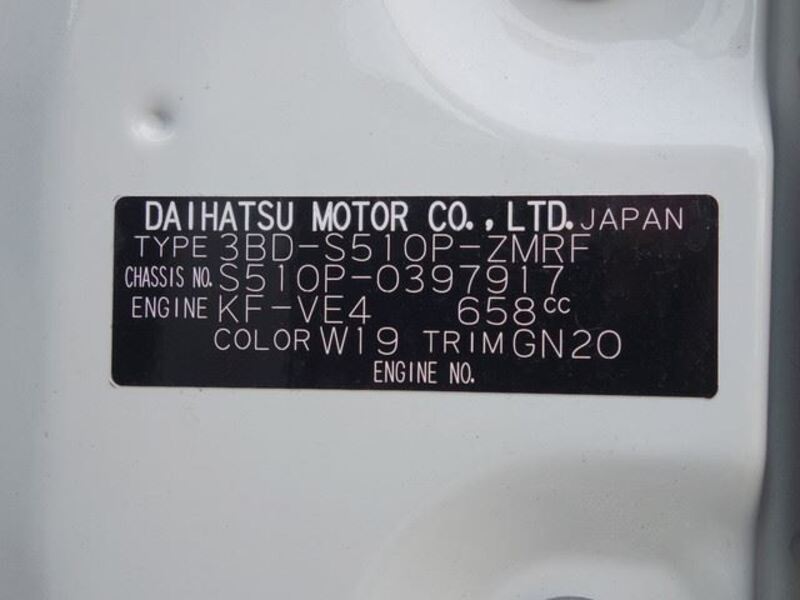 DAIHATSU MOTOR CO., LTD. JAPAN
TYPE 3BD-S510P-ZMRF
CHASSIS NO. S510P-0397917
ENGINE KF-VE4 658cc
COLOR W19 TRIM GN20
ENGINE NO.